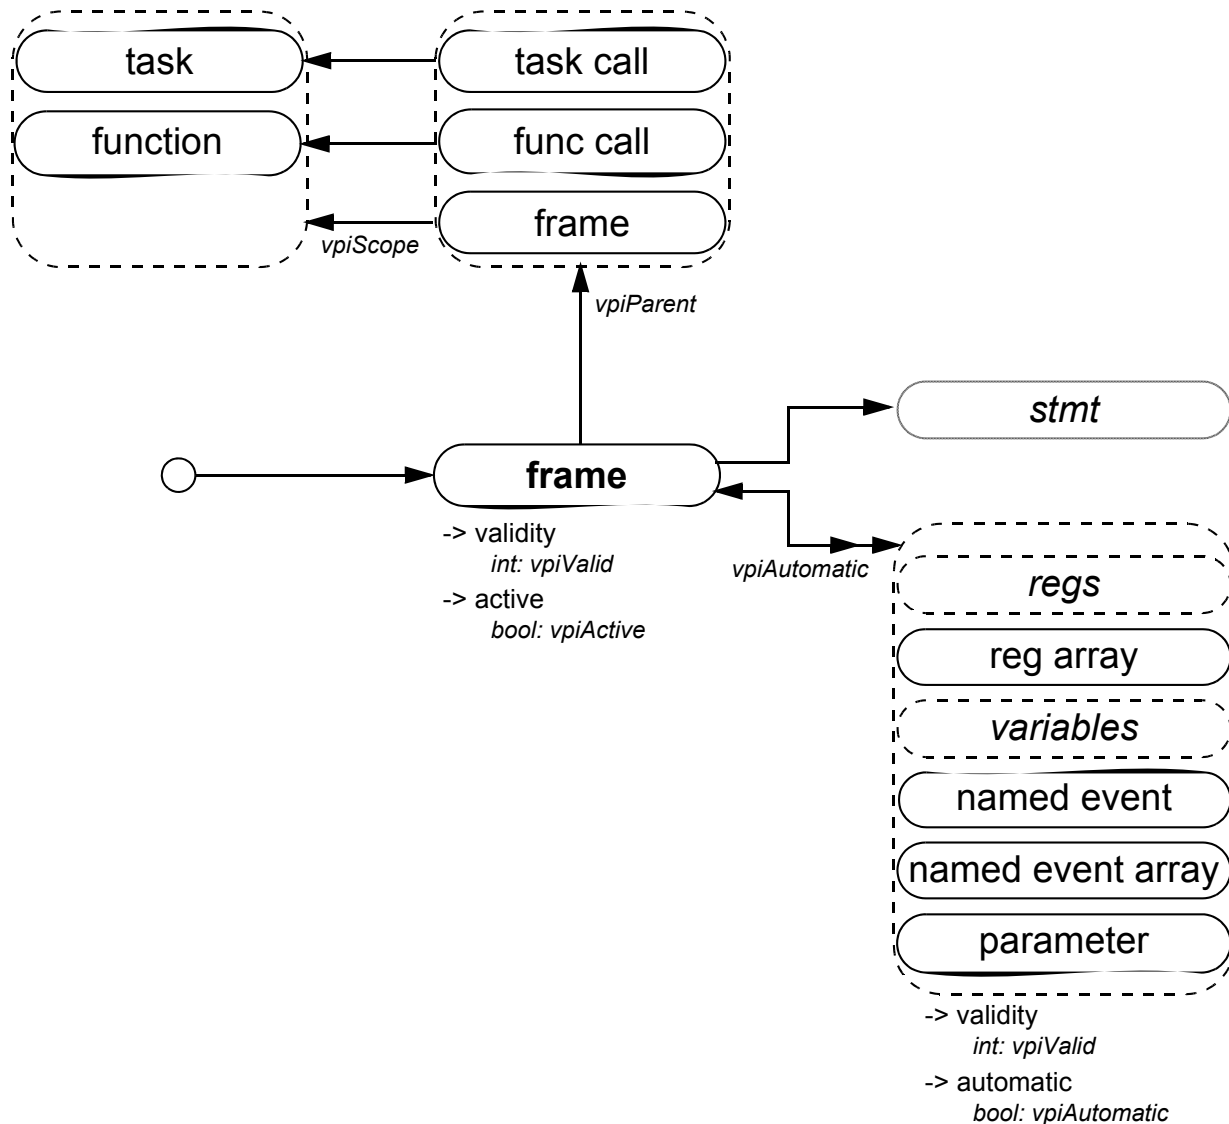 task
task call
function
func call
frame
vpiScope
vpiParent
stmt
frame
-> validity
int: vpiValid
-> active
bool: vpiActive
vpiAutomatic
regs
reg array
variables
named event
named event array
parameter
-> validity
int: vpiValid
-> automatic
bool: vpiAutomatic